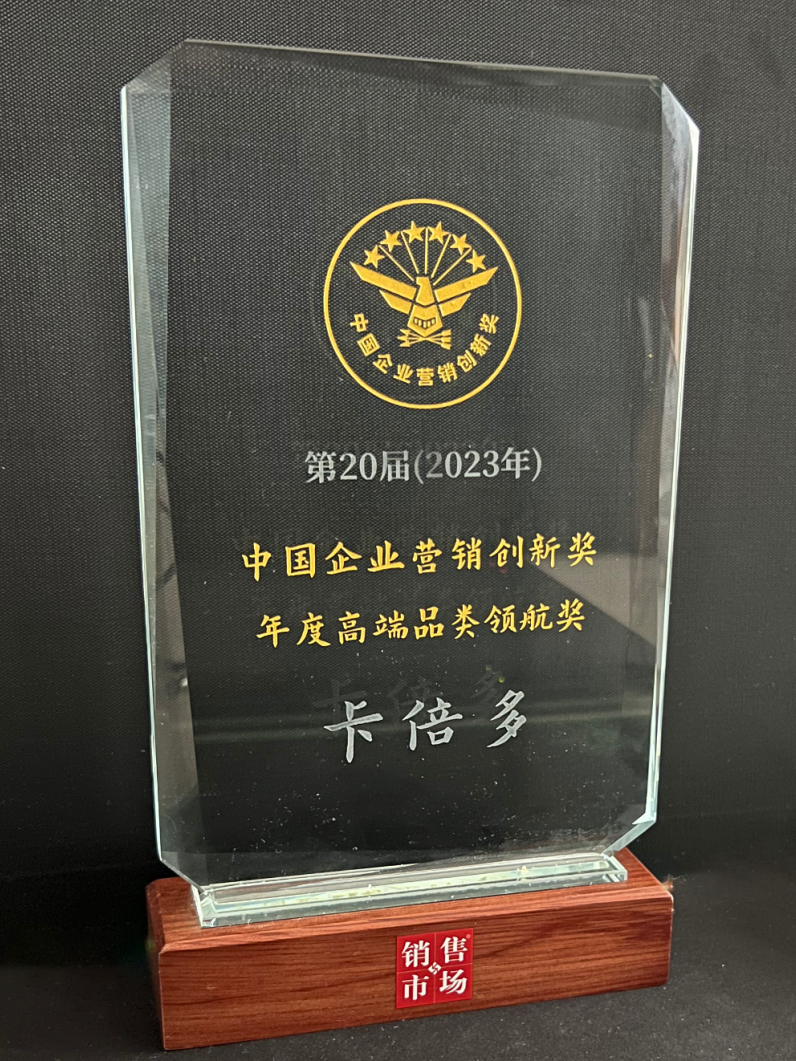 中国企业营销创新奖
第20届(2023年)
中国企业营销创新奖
年度高端品类领航奖
卡倍多
销售
市场